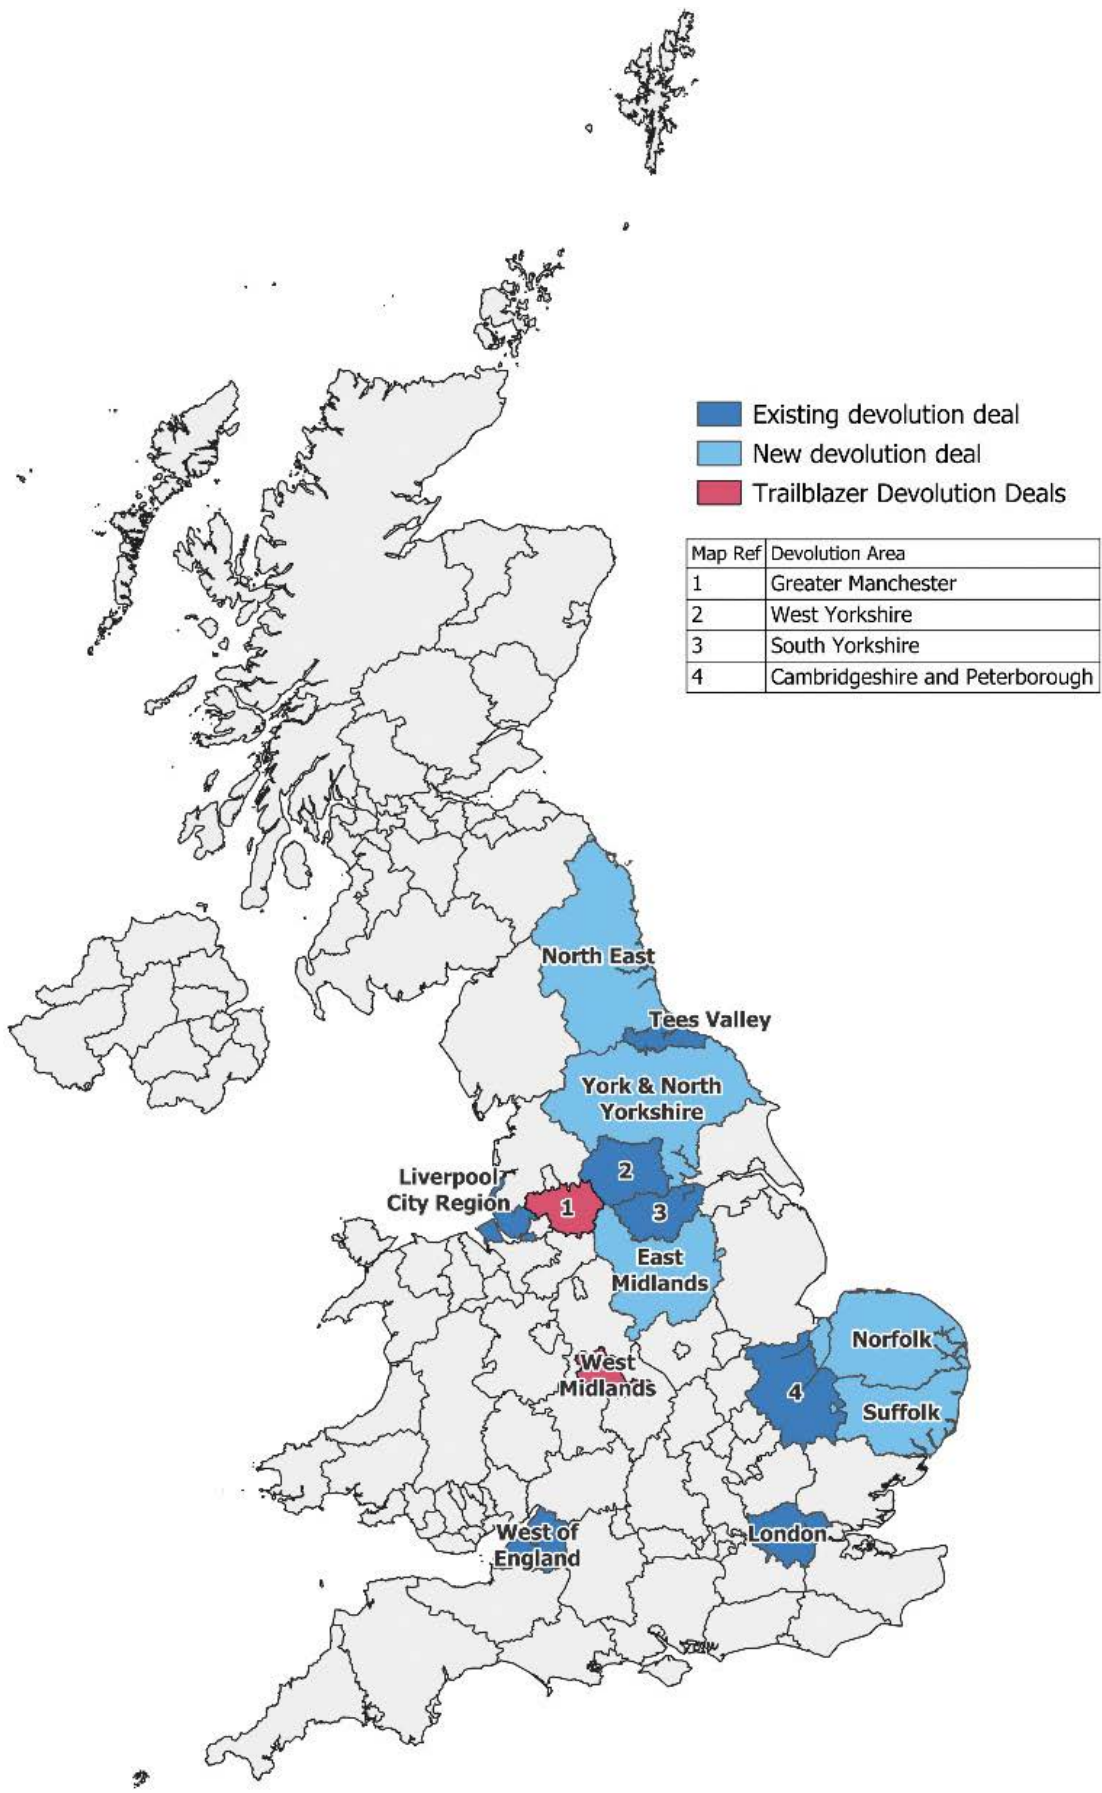 Existing devolution deal
New devolution deal
Trailblazer Devolution Deals
Map Ref Devolution Area
1 Greater Manchester
2 West Yorkshire
3 South Yorkshire
4 Cambridgeshire and Peterborough
North East
Tees Valley
York & North
Yorkshire
2
Liverpool
City Region
1
3
East
Midlands
Norfolk
West
Midlands
4
Suffolk
West of
England
London